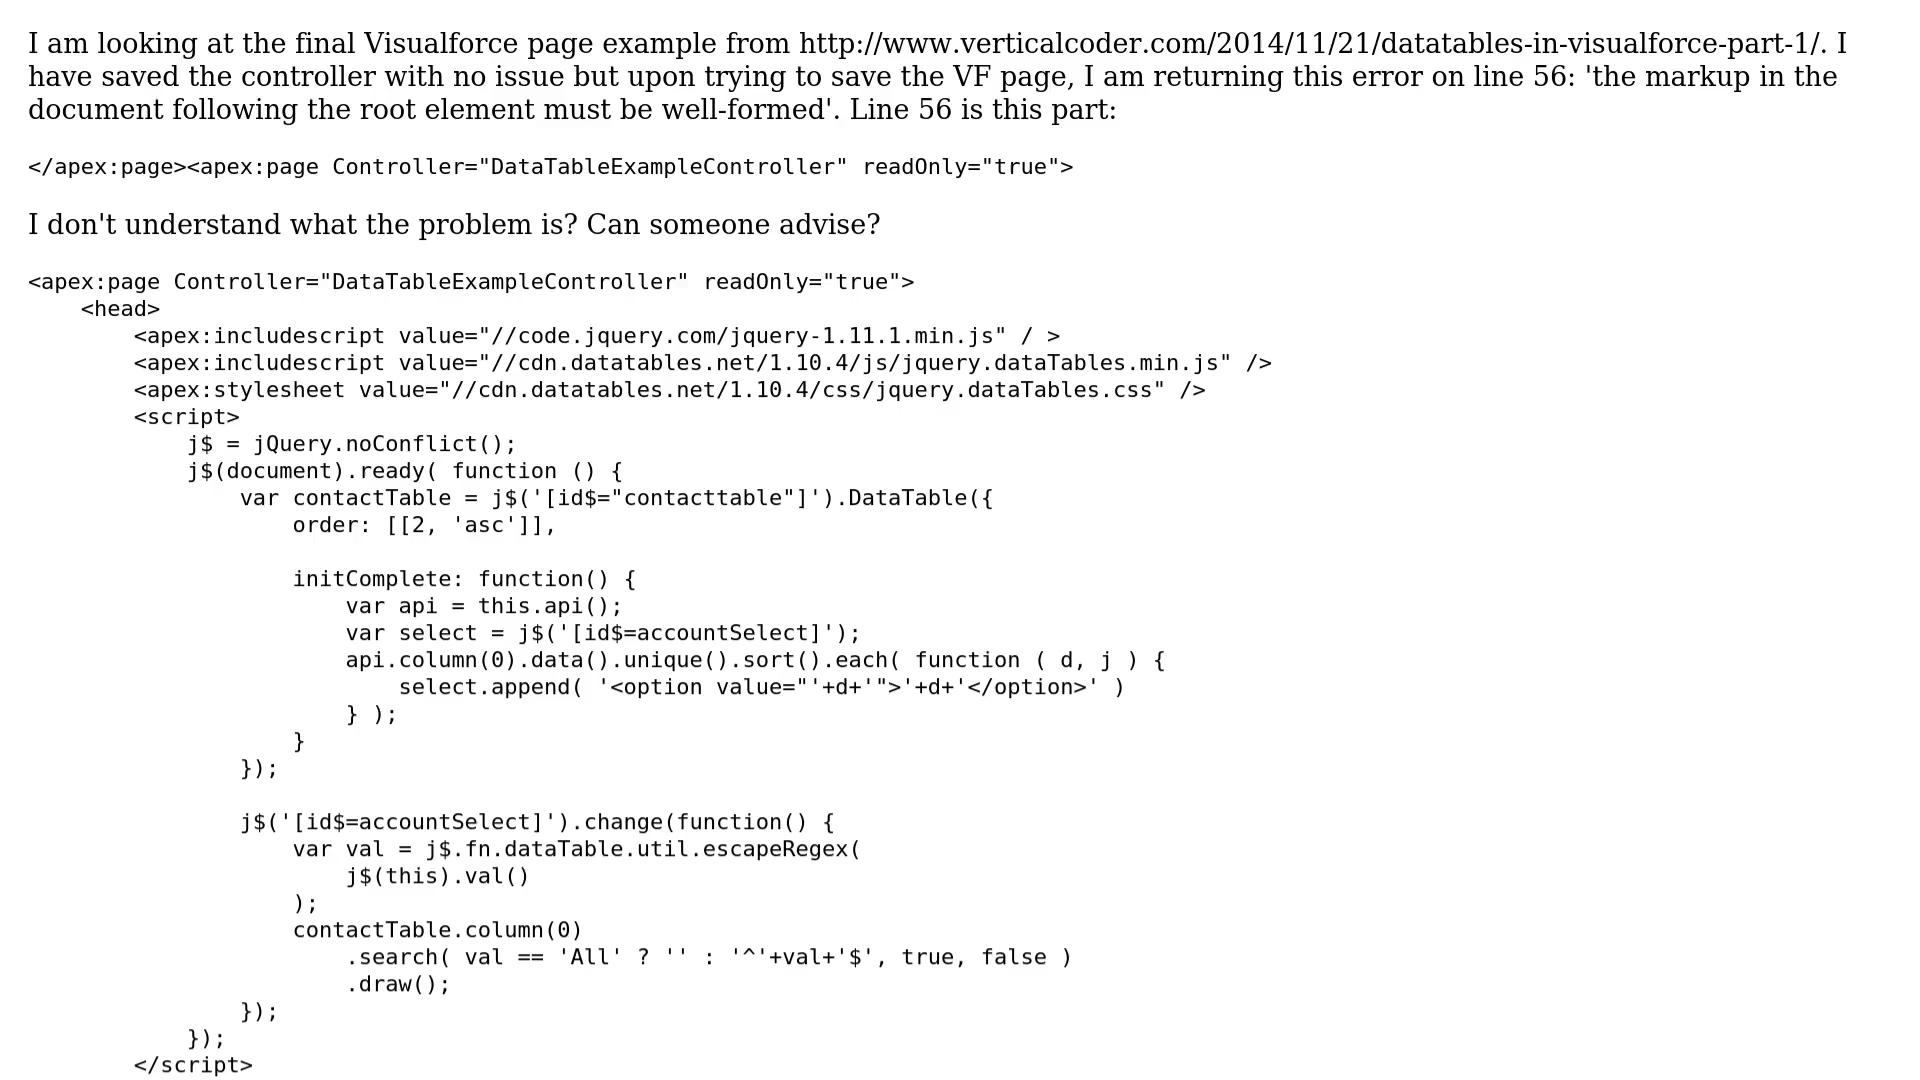 I am looking at the final Visualforce page example from http://www.verticalcoder.com/2014/11/21/datatables-in-visualforce-part-1/. I
have saved the controller with no issue but upon trying to save the VF page, I am returning this error on line 56: 'the markup in the
document following the root element must be well-formed'. Line 56 is this part:

</apex:page><apex:page Controller="DataTableExampleController" readOnly="true">

I don't understand what the problem is? Can someone advise?

<apex:page Controller="DataTableExampleController" readOnly="true">
    <head>
        <apex:includescript value="//code.jquery.com/jquery-1.11.1.min.js" / >
        <apex:includescript value="//cdn.datatables.net/1.10.4/js/jquery.dataTables.min.js" />
        <apex:stylesheet value="//cdn.datatables.net/1.10.4/css/jquery.dataTables.css" />
        <script>
            j$ = jQuery.noConflict();
            j$(document).ready( function () {
                var contactTable = j$('[id$="contacttable"]').DataTable({
                    order: [[2, 'asc']],

                    initComplete: function() {
                        var api = this.api();
                        var select = j$('[id$=accountSelect]');
                        api.column(0).data().unique().sort().each( function ( d, j ) {
                            select.append( '<option value="'+d+'">'+d+'</option>' )
                        } );
                    }
                });

                j$('[id$=accountSelect]').change(function() {
                    var val = j$.fn.dataTable.util.escapeRegex(
                        j$(this).val()
                    );
                    contactTable.column(0)
                        .search( val == 'All' ? '' : '^'+val+'$', true, false )
                        .draw();
                });
            });
        </script>